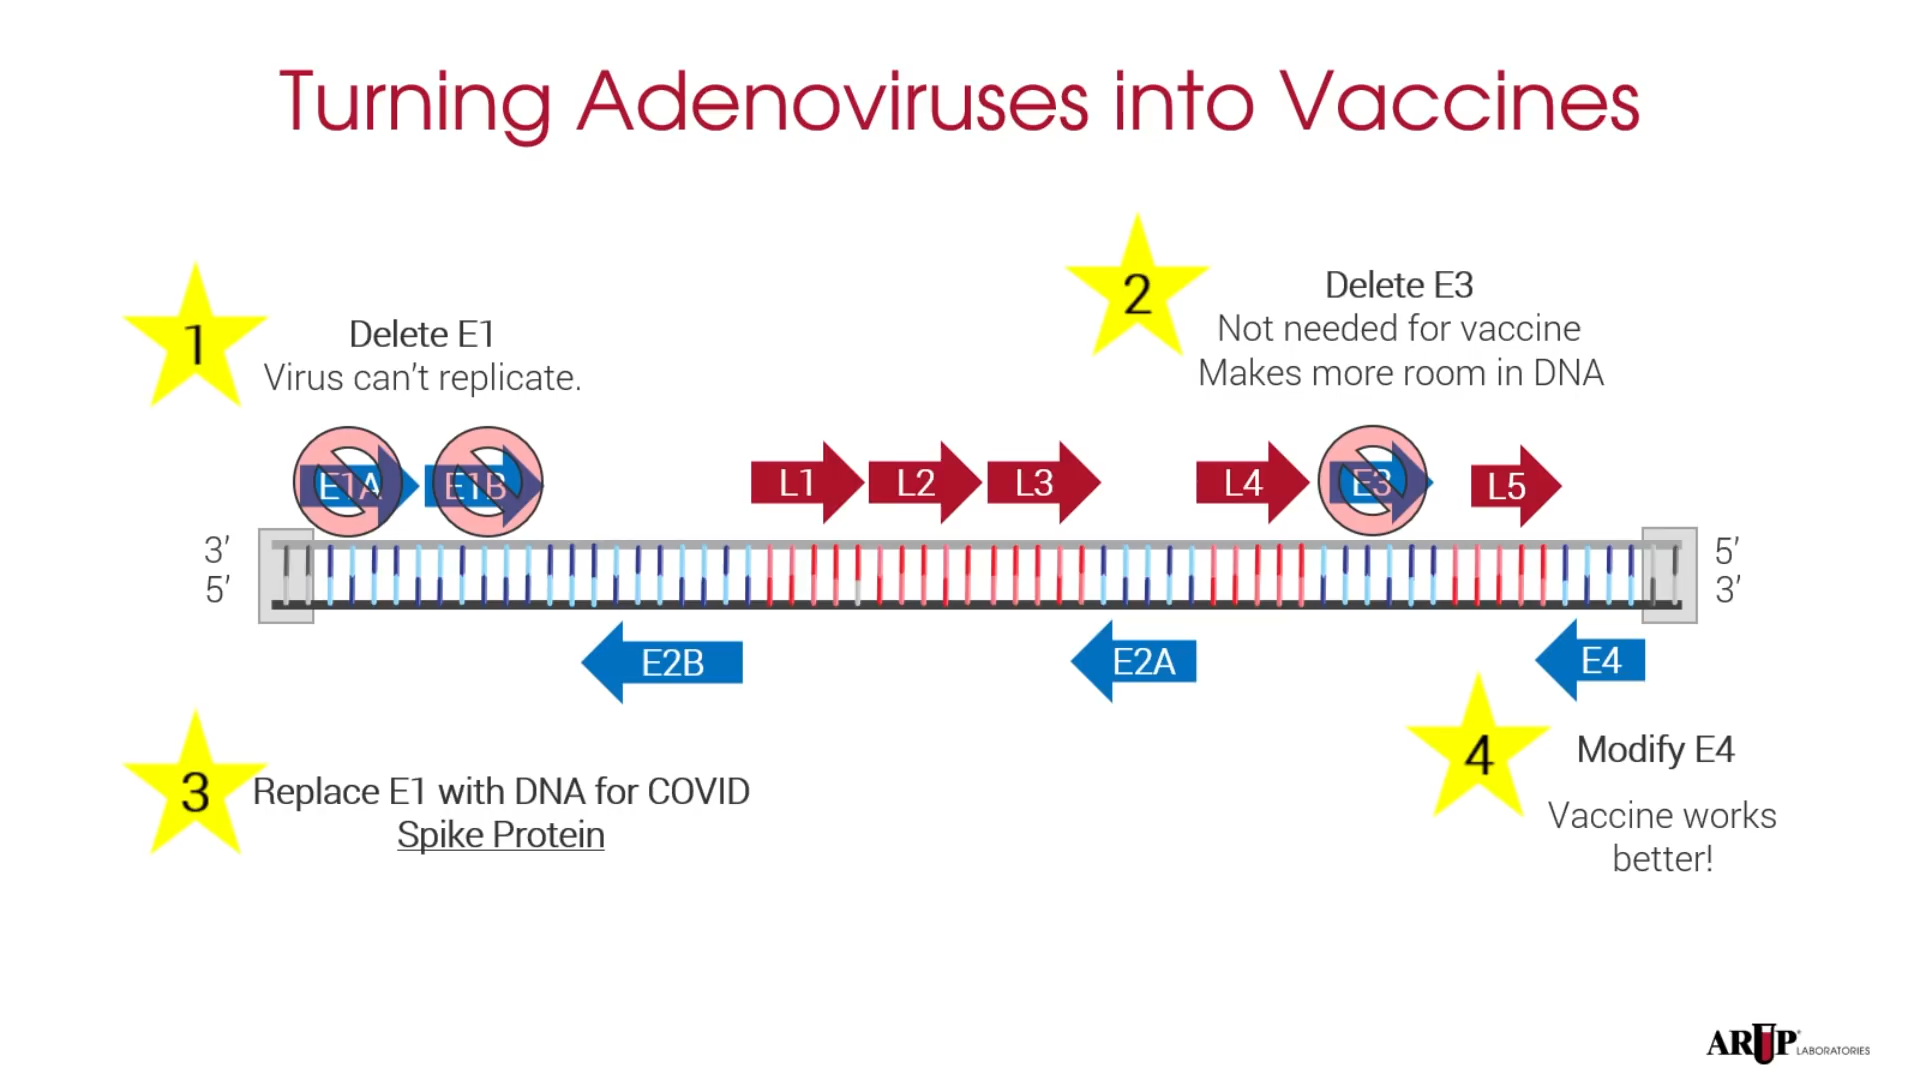 Turning Adenoviruses into Vaccines
1
Delete E1
Virus can't replicate.
2
Delete E3
Not needed for vaccine
Makes more room in DNA
E1A
E1B
L1
L2
L3
L4
E3
L5
3'
5'
5'
3'
E2B
E2A
E4
3
Replace E1 with DNA for COVID
Spike Protein
4
Modify E4
Vaccine works
better!
ARUP LABORATORIES